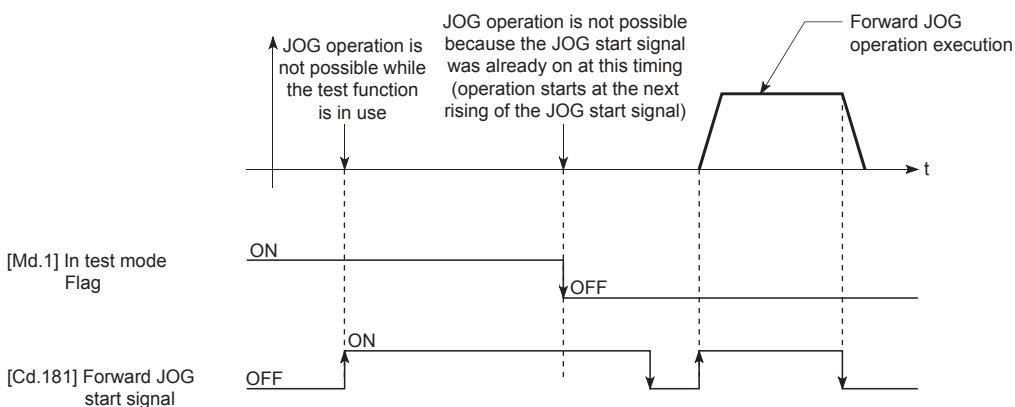 JOG operation is
not possible while
the test function
is in use
JOG operation is not possible
because the JOG start signal
was already on at this timing
(operation starts at the next
rising of the JOG start signal)
Forward JOG
operation execution
t
[Md.1] In test mode
Flag
ON
OFF
[Cd.181] Forward JOG
start signal
OFF
ON